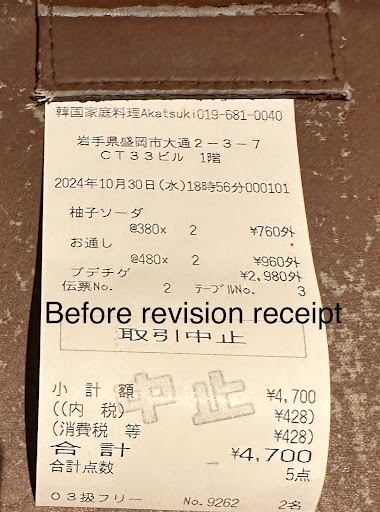 韓国家庭料理Akatsuki019-681-0040
岩手県盛岡市大通2-3-7
CT33ビル 1階
2024年10月30日(水)18時56分000101
柚子ソーダ
@380x 2 ¥760外
お通し
@480x 2 ¥960外
プデチゲ ¥2,980外
伝票No. 2 テーブルNo. 3
Before revision receipt
取引中止
中止
小計額 ¥4,700
((内 税) ¥428)
(消費税 等 ¥428)
合計 ¥4,700
合計点数 5点
03扱フリー No.9262 2名